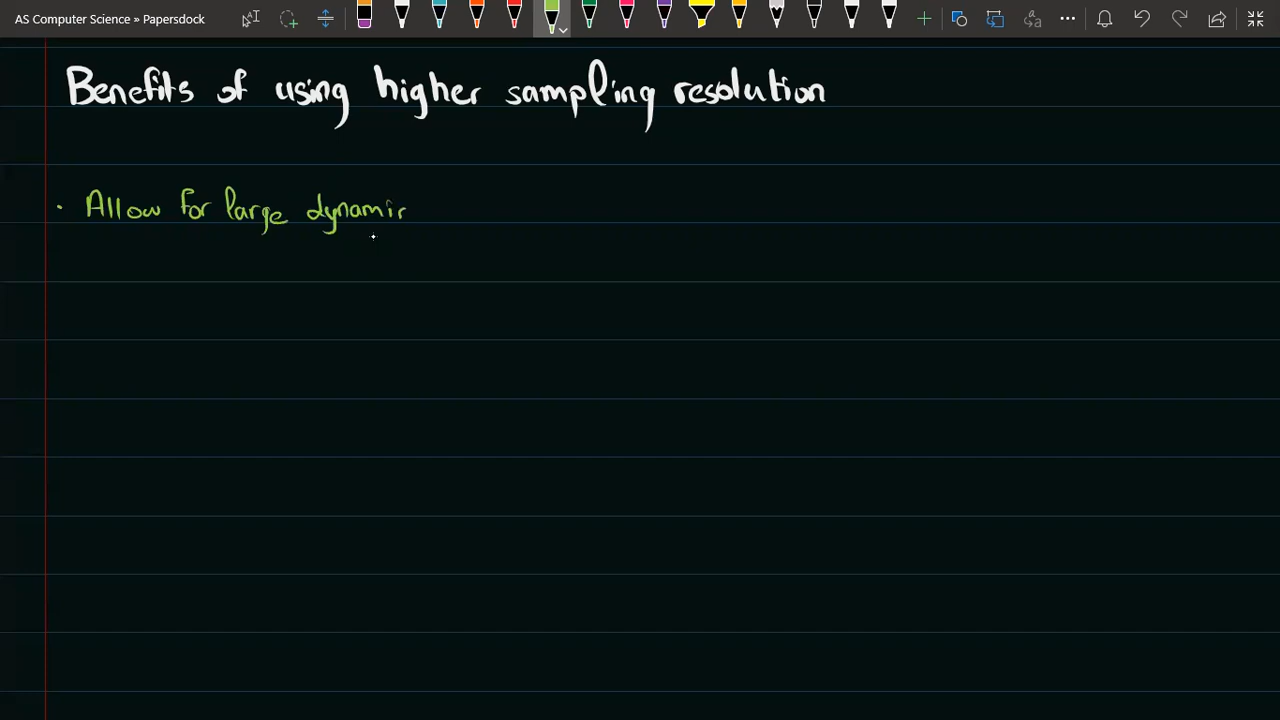 AS Computer Science » Papersdock
Benefits of using higher sampling resolution
· Allow for large dynamic